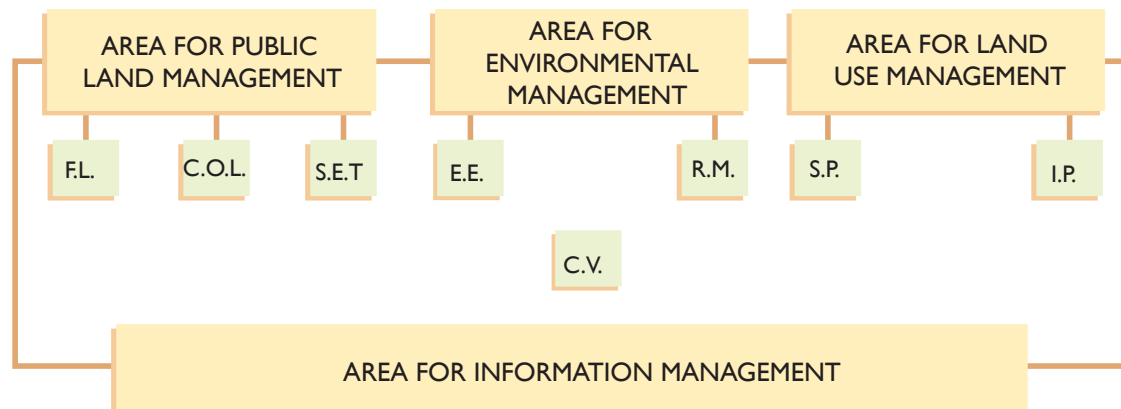 AREA FOR PUBLIC
LAND MANAGEMENT
AREA FOR
ENVIRONMENTAL
MANAGEMENT
AREA FOR LAND
USE MANAGEMENT
F.L.
C.O.L.
S.E.T
E.E.
R.M.
S.P.
I.P.
C.V.
AREA FOR INFORMATION MANAGEMENT